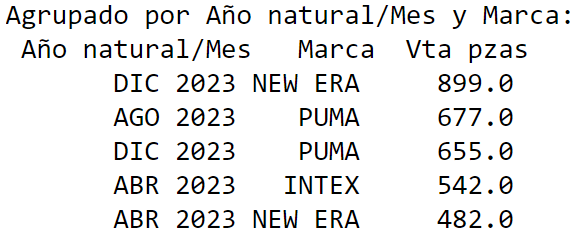 Agrupado por Año natural/Mes y Marca:
Año natural/Mes Marca Vta pzas
DIC 2023 NEW ERA 899.0
AGO 2023 PUMA 677.0
DIC 2023 PUMA 655.0
ABR 2023 INTEX 542.0
ABR 2023 NEW ERA 482.0